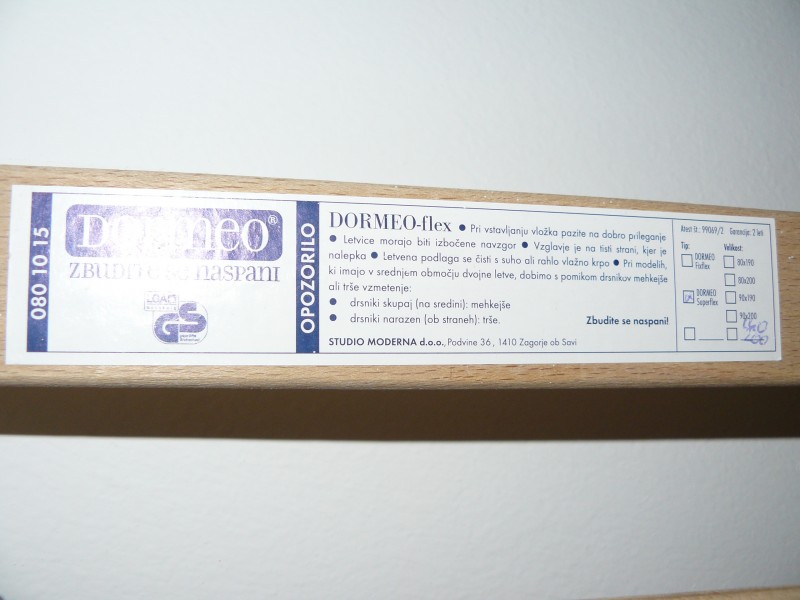 080 10 15
Dormeo®
ZBUDITE SE NASPANI
GS
OPOZORILO
DORMEO-flex ● Pri vstavljanju vložka pazite na dobro prileganje
● Letvice morajo biti izbočene navzgor ● Vzglavje je na tisti strani, kjer je
nalepka ● Letvena podlaga se čisti s suho ali rahlo vlažno krpo ● Pri modelih,
ki imajo v srednjem območju dvojne letve, dobimo s pomikom drsnikov mehkejše
ali trše vzmetenje:
● drsniki skupaj (na sredini): mehkejše
● drsniki narazen (ob straneh): trše.
Zbudite se naspani!
STUDIO MODERNA d.o.o., Podvine 36, 1410 Zagorje ob Savi
Atest št.: 99069/2 Garancija: 2 leti
Tip:
DORMEO
Fixflex
DORMEO
Superflex
Velikost:
80x190
80x200
90x190
90x200